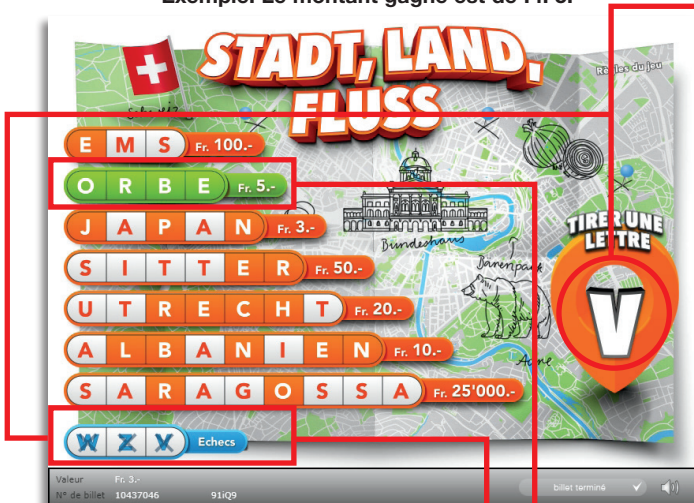 Exemple: Le montant gagné est de Fr. 5.-
STADT, LAND,
FLUSS
Règles du jeu
Schweiz
E M S Fr. 100.-
O R B E Fr. 5.-
J A P A N Fr. 3.-
S I T T E R Fr. 50.-
U T R E C H T Fr. 20.-
A L B A N I E N Fr. 10.-
S A R A G O S S A Fr. 25'000.-
W Z X Echecs
Bundeshaus
Bärenpark
Aare
TIRER UNE
LETTRE
V
Valeur Fr. 3.-
N° de billet 10437046 91iQ9
billet terminé